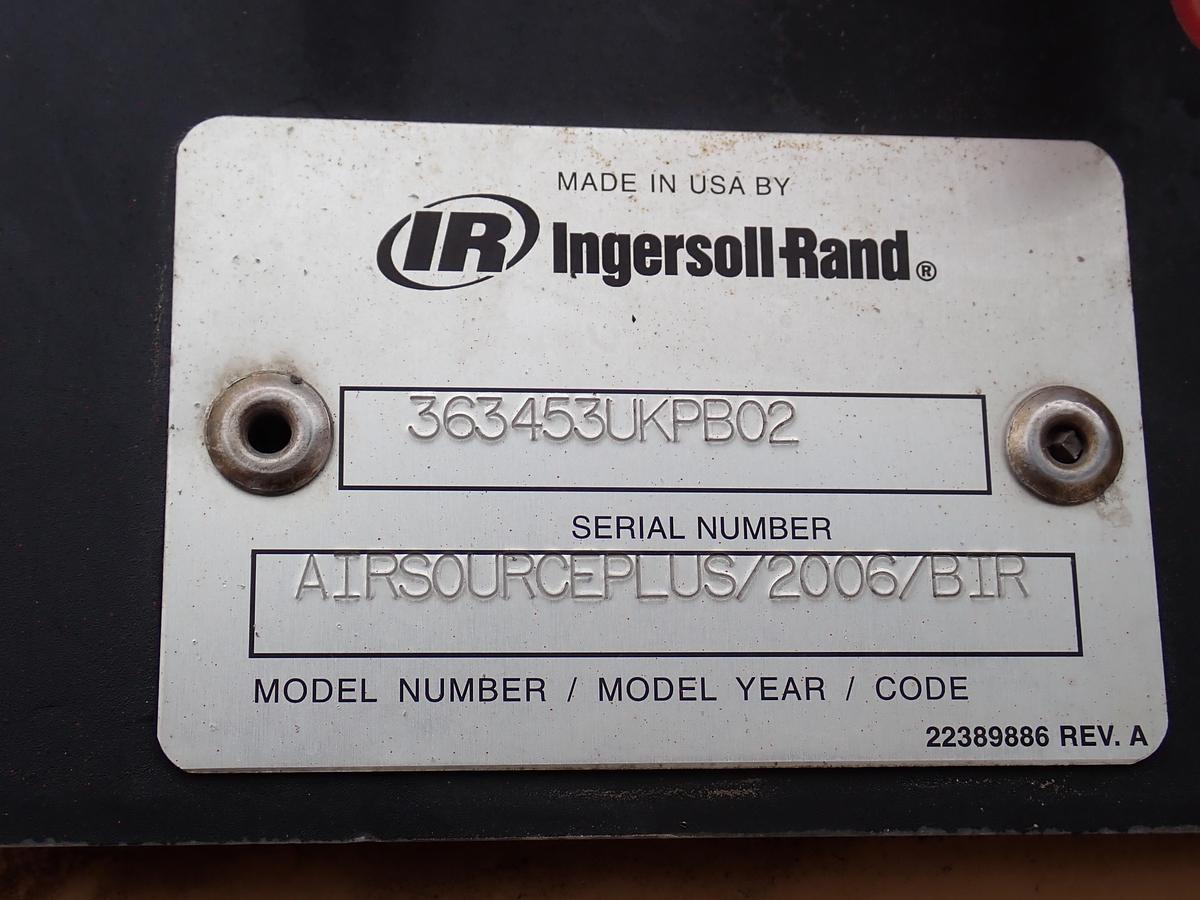 MADE IN USA BY
IR Ingersoll-Rand®
363453UKPB02
SERIAL NUMBER
AIRSOURCEPLUS/2006/BIR
MODEL NUMBER / MODEL YEAR / CODE
22389886 REV. A